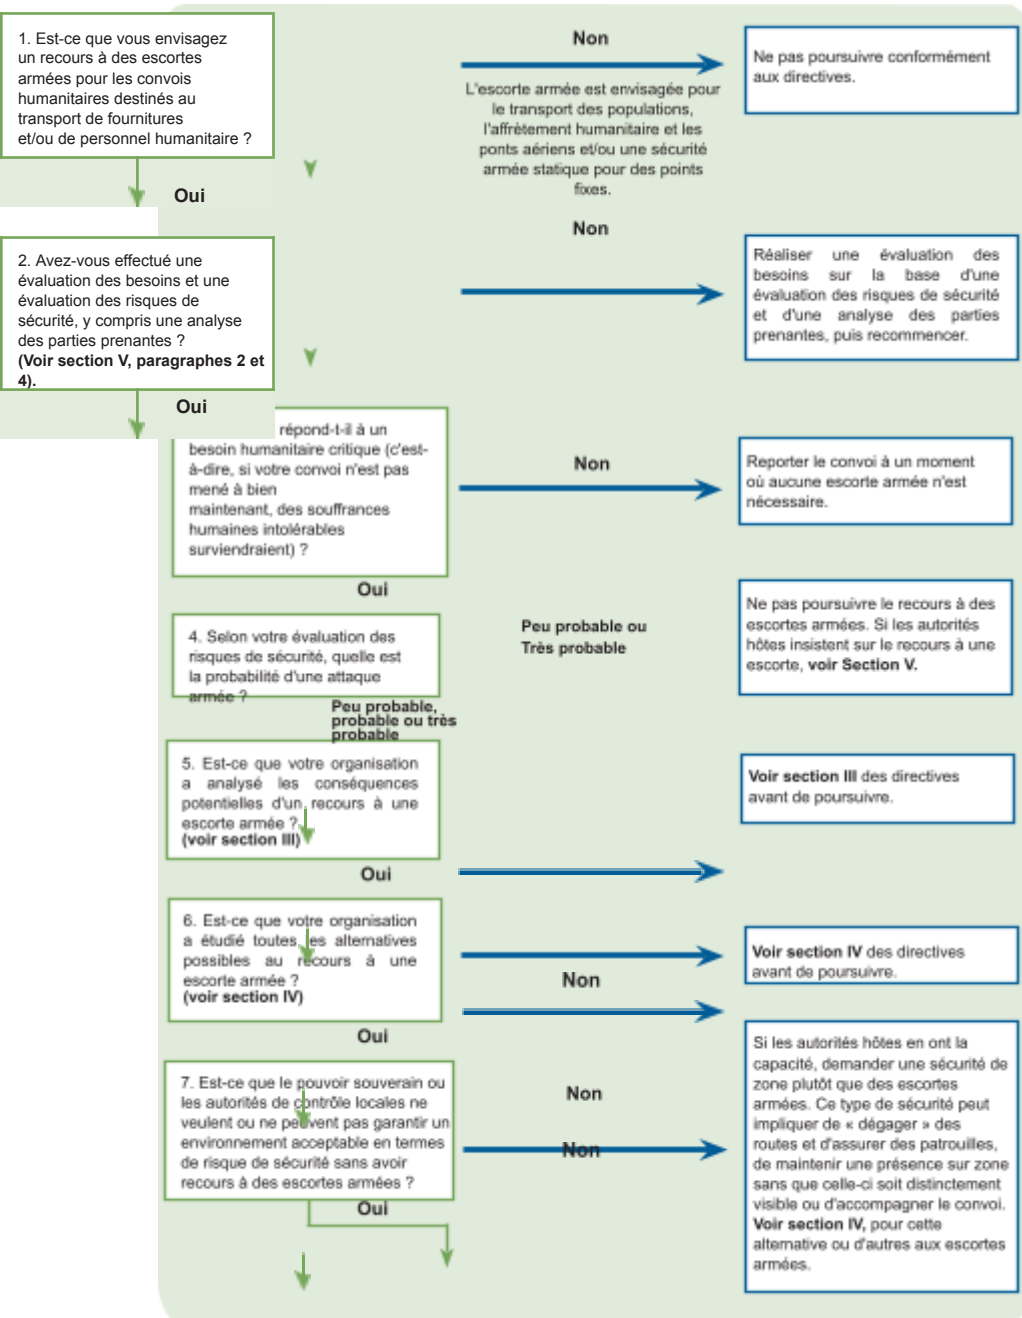 1. Est-ce que vous envisagez
un recours à des escortes
armées pour les convois
humanitaires destinés au
transport de fournitures
et/ou de personnel humanitaire ?
Non
L'escorte armée est envisagée pour
le transport des populations,
l'affrètement humanitaire et les
ponts aériens et/ou une sécurité
armée statique pour des points
fixes.
Ne pas poursuivre conformément
aux directives.
Oui
2. Avez-vous effectué une
évaluation des besoins et une
évaluation des risques de
sécurité, y compris une analyse
des parties prenantes ?
(Voir section V, paragraphes 2 et
4).
Non
Réaliser une évaluation des
besoins sur la base d'une
évaluation des risques de sécurité
et d'une analyse des parties
prenantes, puis recommencer.
Oui
répond-t-il à un
besoin humanitaire critique (c'est-
à-dire, si votre convoi n'est pas
mené à bien
maintenant, des souffrances
humaines intolérables
surviendraient) ?
Non
Reporter le convoi à un moment
où aucune escorte armée n'est
nécessaire.
Oui
4. Selon votre évaluation des
risques de sécurité, quelle est
la probabilité d'une attaque
armée ?
Peu probable ou
Très probable
Ne pas poursuivre le recours à des
escortes armées. Si les autorités
hôtes insistent sur le recours à une
escorte, voir Section V.
Peu probable,
probable ou très
probable
5. Est-ce que votre organisation
a analysé les conséquences
potentielles d'un recours à une
escorte armée ?
(voir section III)
Voir section III des directives
avant de poursuivre.
Oui
6. Est-ce que votre organisation
a étudié toutes les alternatives
possibles au recours à une
escorte armée ?
(voir section IV)
Non
Voir section IV des directives
avant de poursuivre.
Oui
7. Est-ce que le pouvoir souverain ou
les autorités de contrôle locales ne
veulent ou ne peuvent pas garantir un
environnement acceptable en termes
de risque de sécurité sans avoir
recours à des escortes armées ?
Non
Non
Si les autorités hôtes en ont la
capacité, demander une sécurité de
zone plutôt que des escortes
armées. Ce type de sécurité peut
impliquer de « dégager » des
routes et d'assurer des patrouilles,
de maintenir une présence sur zone
sans que celle-ci soit distinctement
visible ou d'accompagner le convoi.
Voir section IV, pour cette
alternative ou d'autres aux escortes
armées.
Oui